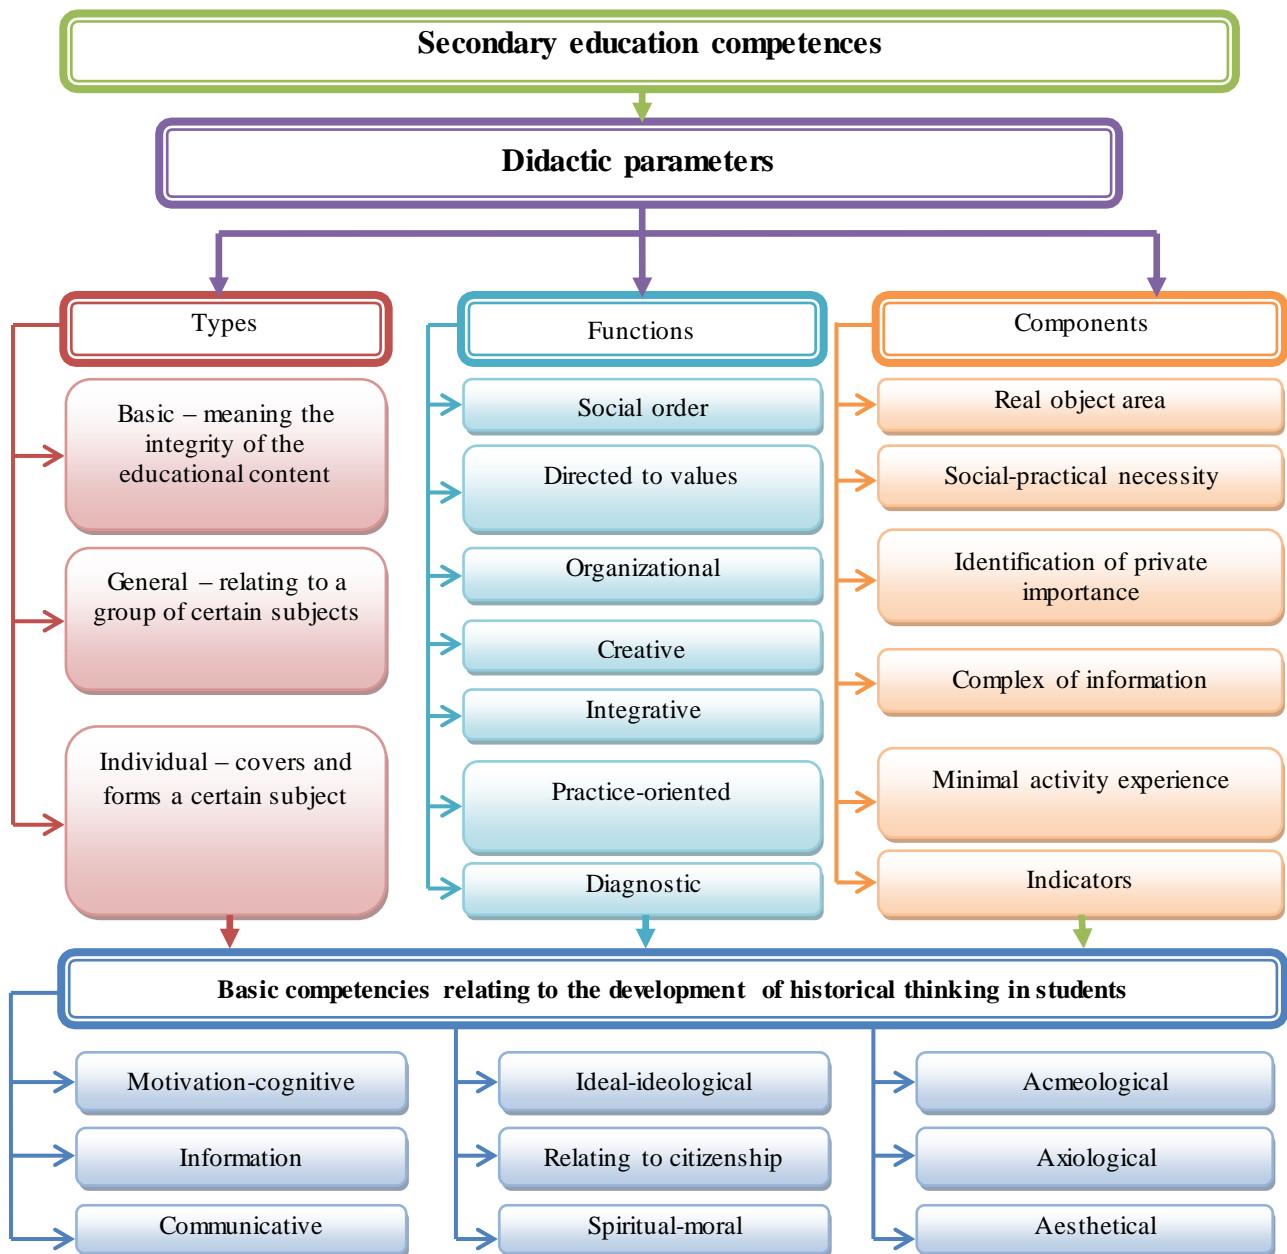 Secondary education competences
Didactic parameters
Types
Basic – meaning the
integrity of the
educational content
General – relating to a
group of certain subjects
Individual – covers and
forms a certain subject
Functions
Social order
Directed to values
Organizational
Creative
Integrative
Practice-oriented
Diagnostic
Components
Real object area
Social-practical necessity
Identification of private
importance
Complex of information
Minimal activity experience
Indicators
Basic competencies relating to the development of historical thinking in students
Motivation-cognitive
Information
Communicative
Ideal-ideological
Relating to citizenship
Spiritual-moral
Acmeological
Axiological
Aesthetical